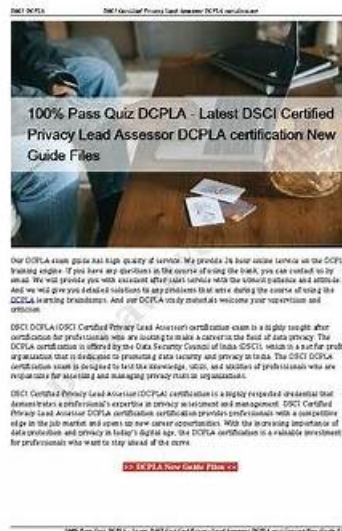 DSCI DCPLA
DSCI Certified Privacy Lead Assessor DCPLA certification
100% Pass Quiz DCPLA - Latest DSCI Certified
Privacy Lead Assessor DCPLA certification New
Guide Files
Our DCPLA exam guide has high quality of service. We provide 24 hour online service on the DCPLA
training engine. If you have any questions in the course of using the bank, you can contact us by
email. We will provide you with excellent after sales service with the utmost patience and attitude.
And we will give you detailed solutions to any problems that arise during the course of using the
DCPLA learning braindumps. And our DCPLA study materials welcome your supervision and
criticism.
DSCI DCPLA (DSCI Certified Privacy Lead Assessor) certification exam is a highly sought after
certification for professionals who are looking to make a career in the field of data privacy. The
DCPLA certification is offered by the Data Security Council of India (DSCI), which is a not for profit
organization that is dedicated to promoting data security and privacy in India. The DSCI DCPLA
certification exam is designed to test the knowledge, skills, and abilities of professionals who are
responsible for assessing and managing privacy risks in organizations.
DSCI Certified Privacy Lead Assessor (DCPLA) certification is a highly respected credential that
demonstrates a professional's expertise in privacy assessment and management. DSCI Certified
Privacy Lead Assessor DCPLA certification certification provides professionals with a competitive
edge in the job market and opens up new career opportunities. With the increasing importance of
data protection and privacy in today's digital age, the DCPLA certification is a valuable investment
for professionals who want to stay ahead of the curve.
>> DCPLA New Guide Files <<